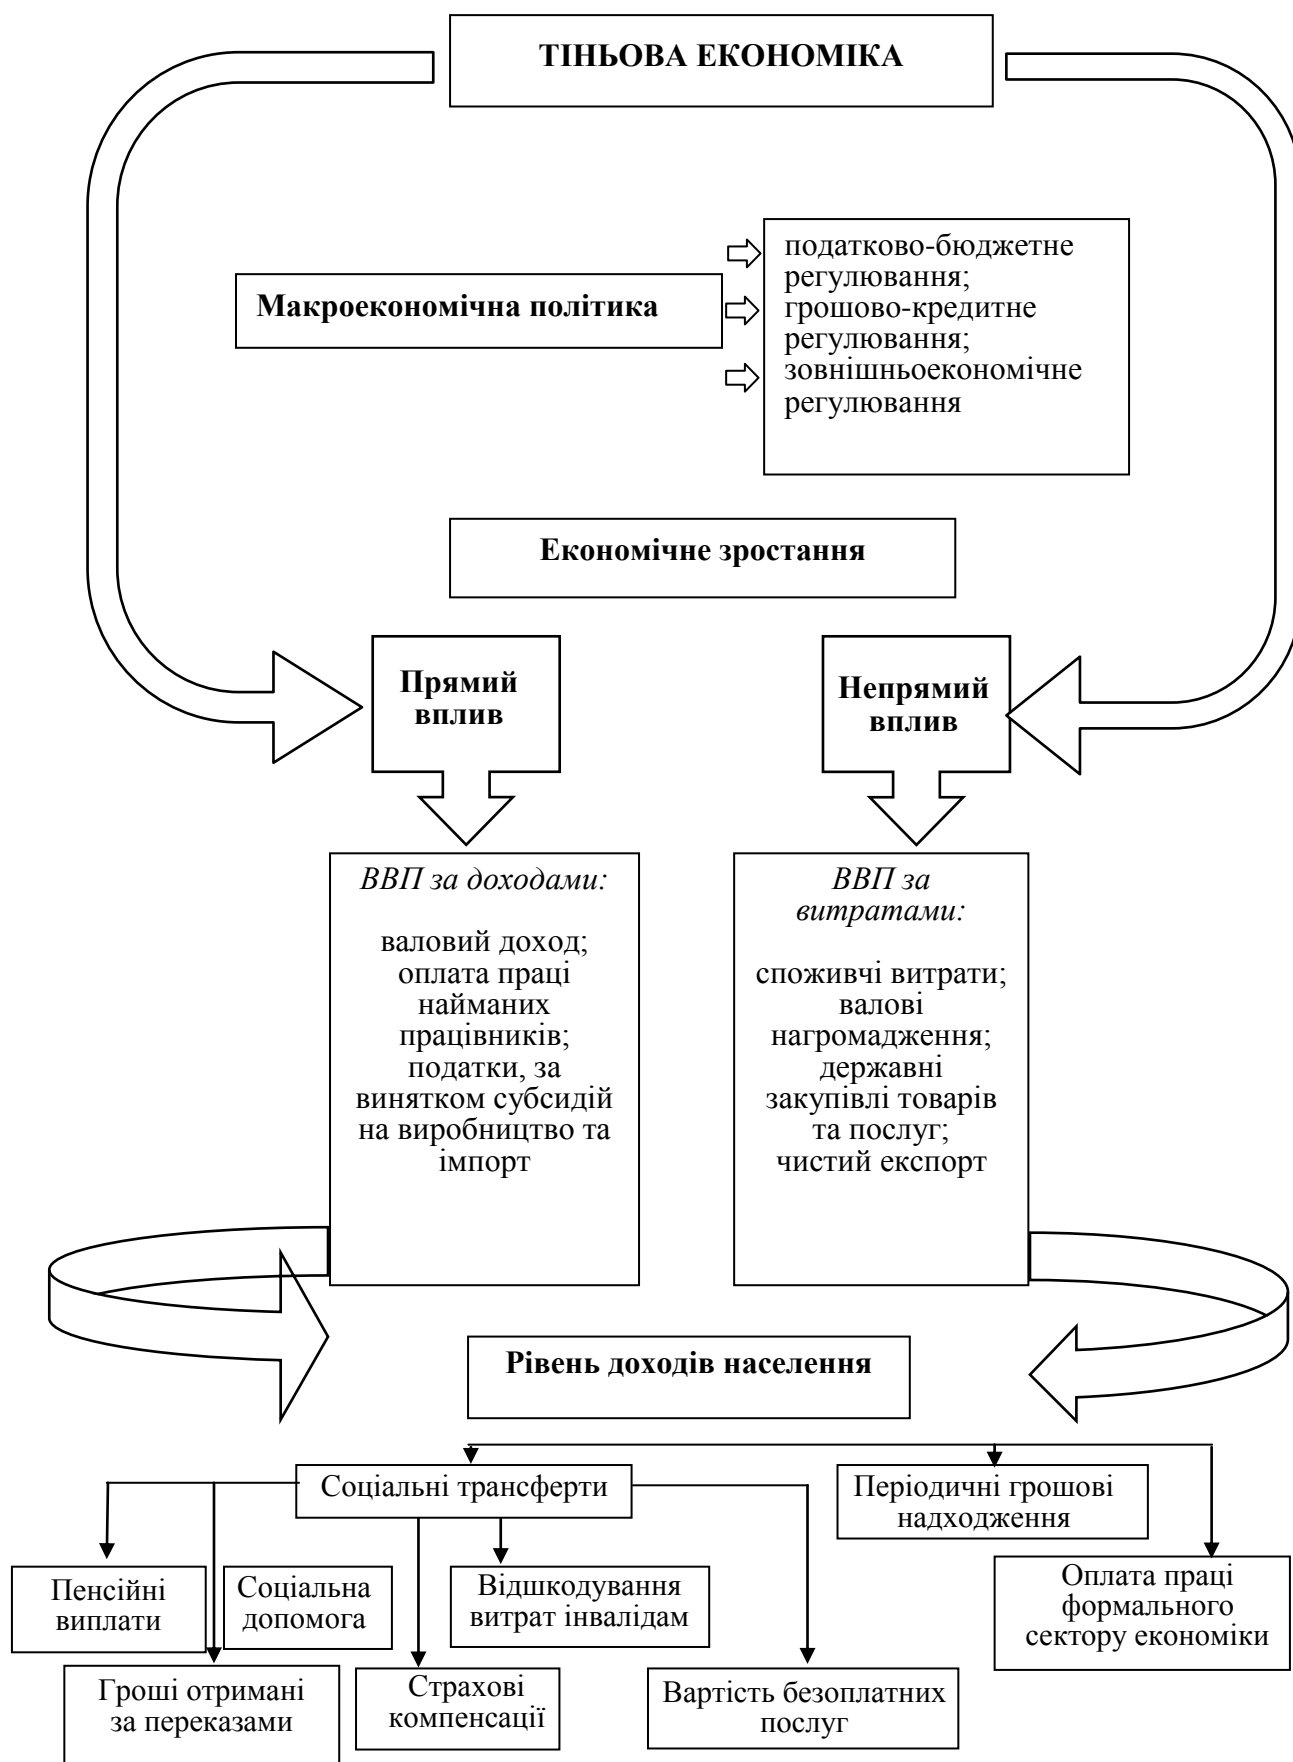 ТІНЬОВА ЕКОНОМІКА
Макроекономічна політика
податково-бюджетне
регулювання;
грошово-кредитне
регулювання;
зовнішньоекономічне
регулювання
Економічне зростання
Прямий
вплив
Непрямий
вплив
ВВП за доходами:
валовий доход;
оплата праці
найманих
працівників;
податки, за
винятком субсидій
на виробництво та
імпорт
ВВП за
витратами:
споживчі витрати;
валові
нагромадження;
державні
закупівлі товарів
та послуг;
чистий експорт
Рівень доходів населення
Соціальні трансферти
Періодичні грошові
надходження
Пенсійні
виплати
Соціальна
допомога
Відшкодування
витрат інвалідам
Оплата праці
формального
сектору економіки
Гроші отримані
за переказами
Страхові
компенсації
Вартість безоплатних
послуг